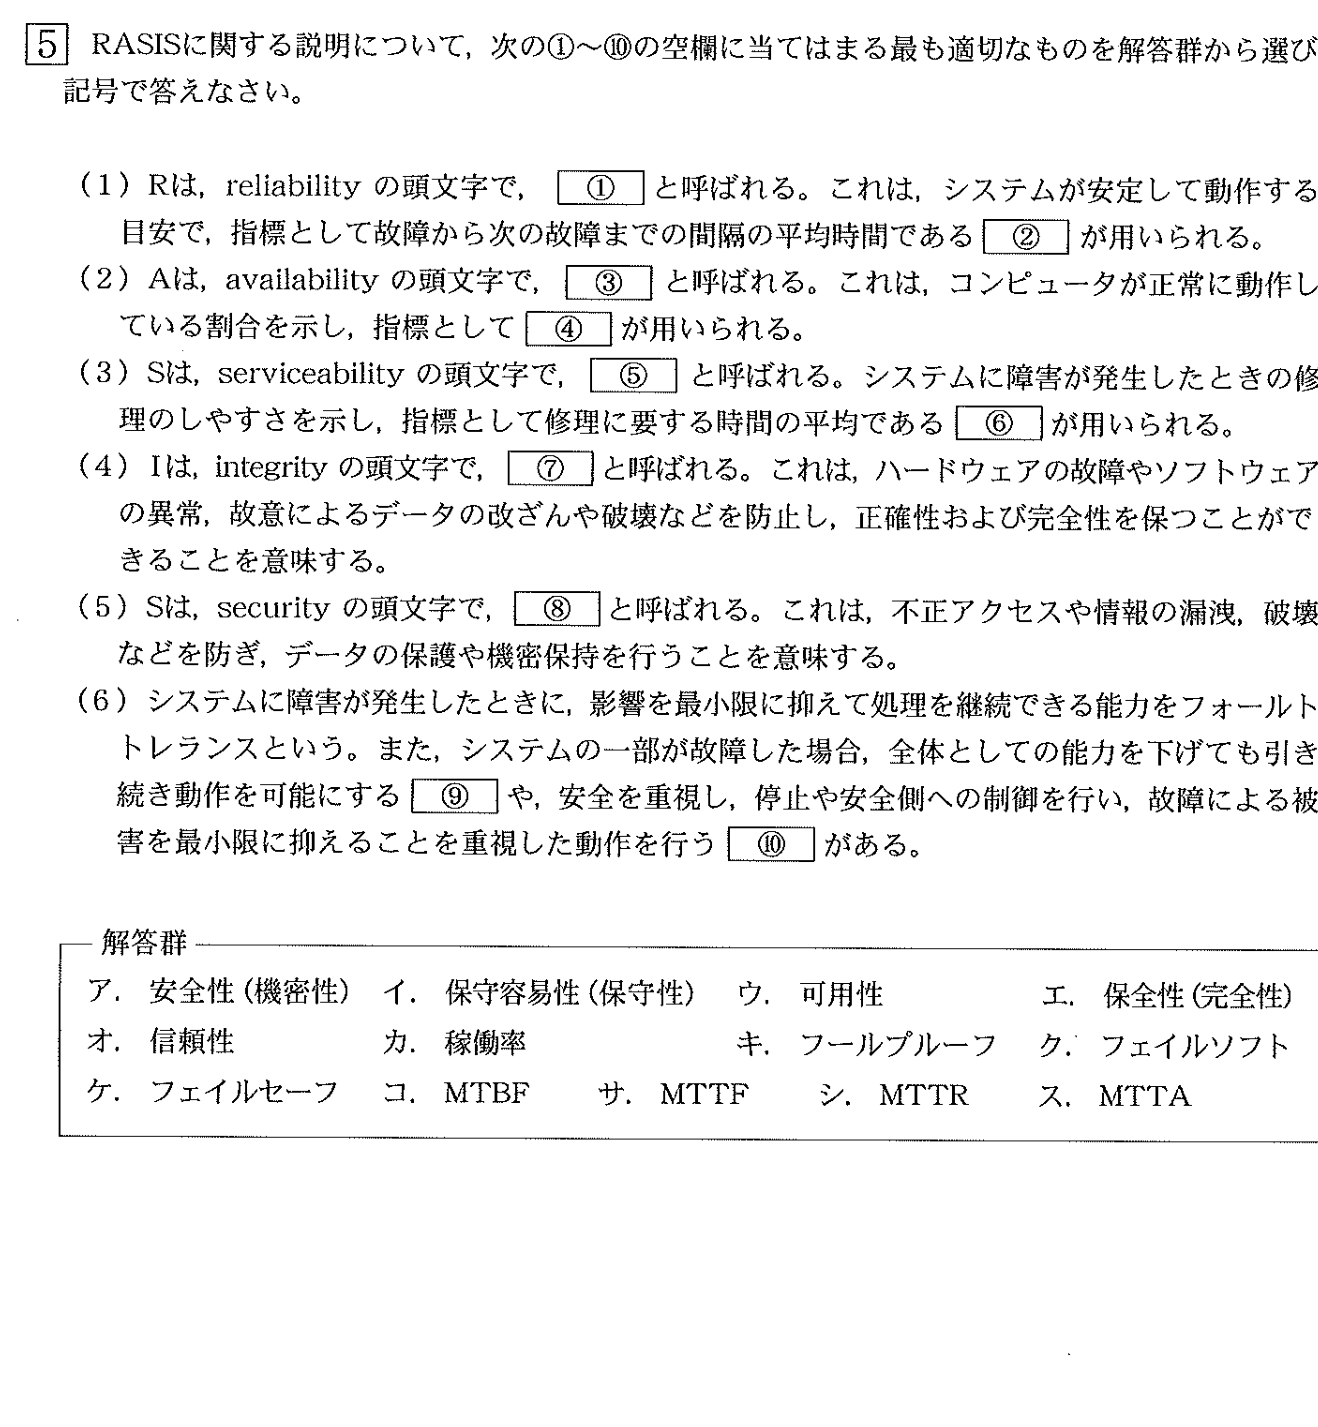 5 RASISに関する説明について，次の①～⑩の空欄に当てはまる最も適切なものを解答群から選び
記号で答えなさい。
（1）Rは，reliability の頭文字で，　①　と呼ばれる。これは，システムが安定して動作する
目安で，指標として故障から次の故障までの間隔の平均時間である　②　が用いられる。
（2）Aは，availability の頭文字で，　③　と呼ばれる。これは，コンピュータが正常に動作し
ている割合を示し，指標として　④　が用いられる。
（3）Sは，serviceability の頭文字で，　⑤　と呼ばれる。システムに障害が発生したときの修
理のしやすさを示し，指標として修理に要する時間の平均である　⑥　が用いられる。
（4）Iは，integrity の頭文字で，　⑦　と呼ばれる。これは，ハードウェアの故障やソフトウェア
の異常，故意によるデータの改ざんや破壊などを防止し，正確性および完全性を保つことがで
きることを意味する。
（5）Sは，security の頭文字で，　⑧　と呼ばれる。これは，不正アクセスや情報の漏洩，破壊
などを防ぎ，データの保護や機密保持を行うことを意味する。
（6）システムに障害が発生したときに，影響を最小限に抑えて処理を継続できる能力をフォールト
トレランスという。また，システムの一部が故障した場合，全体としての能力を下げても引き
続き動作を可能にする　⑨　や，安全を重視し，停止や安全側への制御を行い，故障による被
害を最小限に抑えることを重視した動作を行う　⑩　がある。
解答群
ア．安全性（機密性）　イ．保守容易性（保守性）　ウ．可用性　エ．保全性（完全性）
オ．信頼性　カ．稼働率　キ．フールプルーフ　ク．フェイルソフト
ケ．フェイルセーフ　コ．MTBF　サ．MTTF　シ．MTTR　ス．MTTA